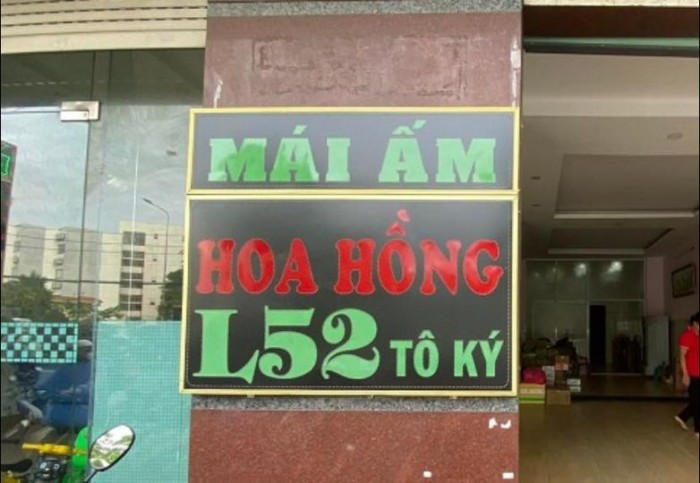 MÁI ẤM
HOA HỒNG
L52 TÔ KÝ